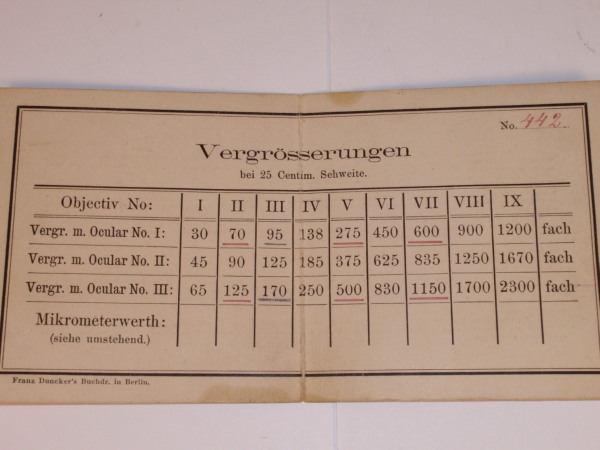 No. 442.
Vergrösserungen
bei 25 Centim. Sehweite.
Objectiv No: I II III IV V VI VII VIII IX
Vergr. m. Ocular No. I: 30 70 95 138 275 450 600 900 1200 fach
Vergr. m. Ocular No. II: 45 90 125 185 375 625 835 1250 1670 fach
Vergr. m. Ocular No. III: 65 125 170 250 500 830 1150 1700 2300 fach
Mikrometerwerth:
(siehe umstehend.)
Franz Duncker's Buchdr. in Berlin.